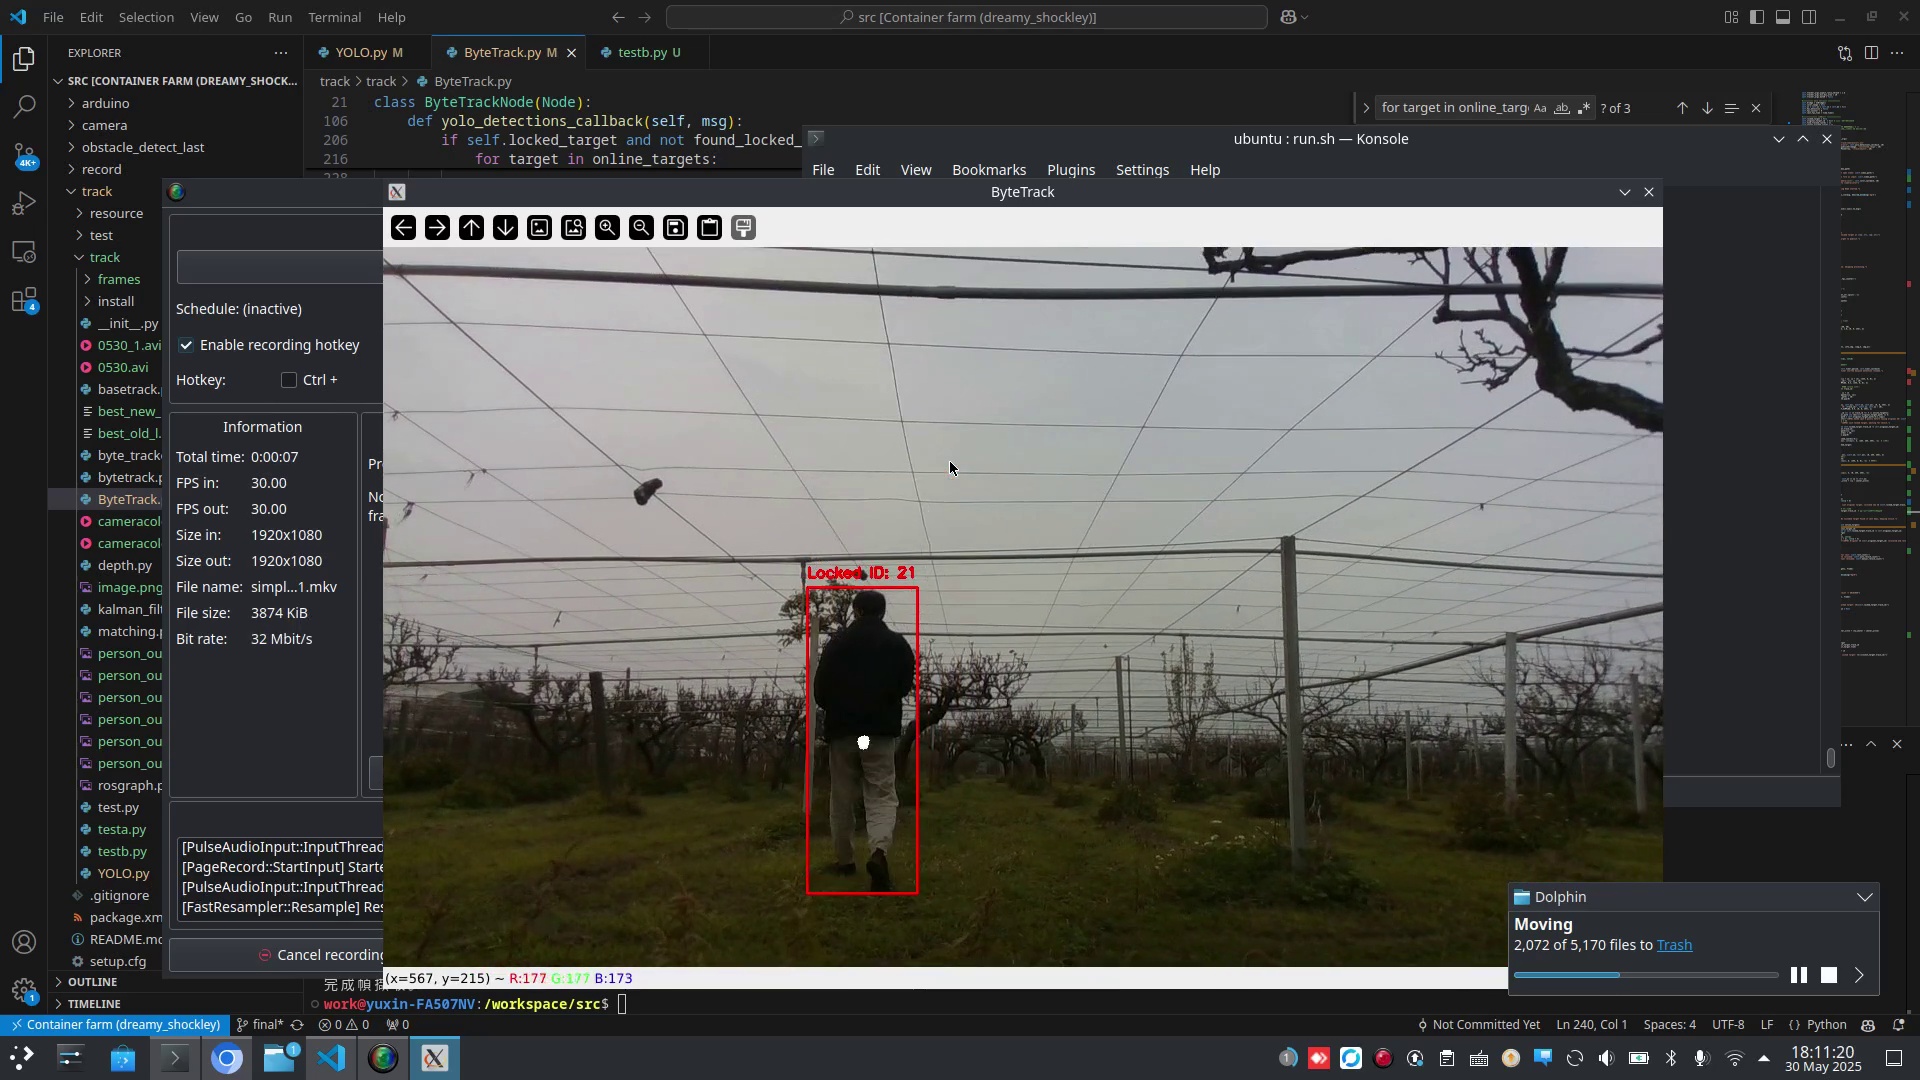 File Edit Selection View Go Run Terminal Help
src [Container farm (dreamy_shockley)]
EXPLORER
SRC [CONTAINER FARM (DREAMY_SHOCK...
arduino
camera
obstacle_detect_last
record
track
resource
test
track
frames
install
__init__.py
0530_1.avi
0530.avi
basetrack.
best_new_
best_old_l.
byte_track
bytetrack.p
ByteTrack.
cameracol
cameracol
depth.py
image.png
kalman_filt
matching.p
person_ou
person_ou
person_ou
person_ou
person_ou
person_ou
rosgraph.p
test.py
testa.py
testb.py
YOLO.py
.gitignore
package.xm
README.md
setup.cfg
OUTLINE
TIMELINE
4K+
4
1
YOLO.py M
ByteTrack.py M
testb.py U
track > track > ByteTrack.py
21 class ByteTrackNode(Node):
106 def yolo_detections_callback(self, msg):
206 if self.locked_target and not found_locked_
216 for target in online_targets:
228
for target in online_targ Aa ab ? of 3
ubuntu : run.sh — Konsole
File Edit View Bookmarks Plugins Settings Help
ByteTrack
Schedule: (inactive)
Enable recording hotkey
Hotkey: Ctrl +
Information
Total time: 0:00:07
FPS in: 30.00
FPS out: 30.00
Size in: 1920x1080
Size out: 1920x1080
File name: simpl...1.mkv
File size: 3874 KiB
Bit rate: 32 Mbit/s
Pr
No
fra
[PulseAudioInput::InputThread
[PageRecord::StartInput] Starte
[PulseAudioInput::InputThread
[FastResampler::Resample] Res
Cancel recording
Locked ID: 21
(x=567, y=215) ~ R:177 G:177 B:173
work@yuxin-FA507NV:/workspace/src$
Dolphin
Moving
2,072 of 5,170 files to Trash
Container farm (dreamy_shockley) final* 0 0 0
Not Committed Yet Ln 240, Col 1 Spaces: 4 UTF-8 LF Python
1
1
18:11:20
30 May 2025